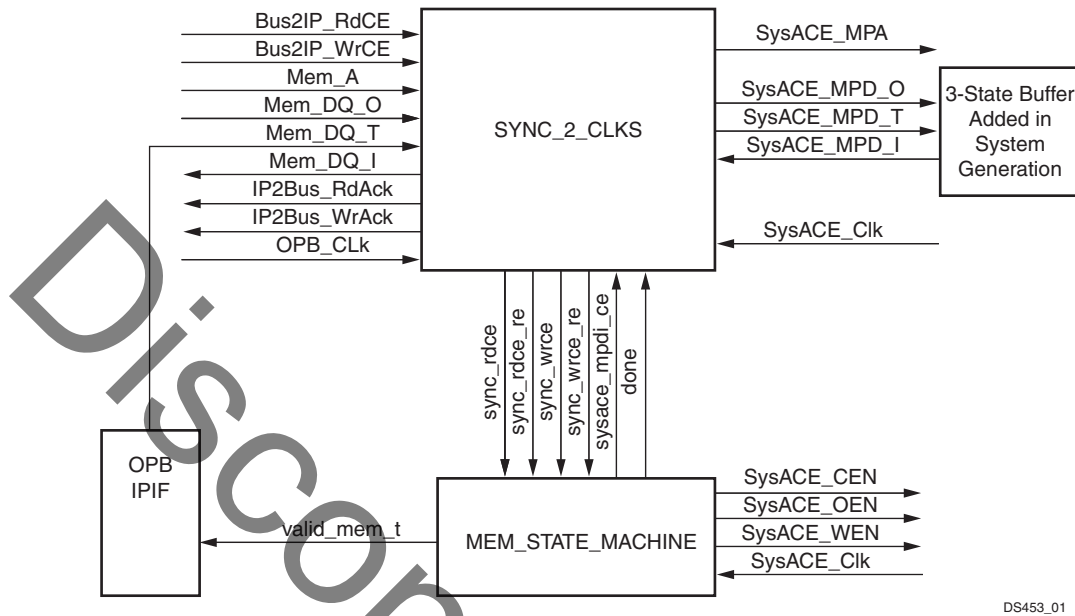 Bus2IP_RdCE
Bus2IP_WrCE
Mem_A
Mem_DQ_O
Mem_DQ_T
Mem_DQ_I
IP2Bus_RdAck
IP2Bus_WrAck
OPB_CLk
SYNC_2_CLKS
SysACE_MPA
SysACE_MPD_O
SysACE_MPD_T
SysACE_MPD_I
SysACE_Clk
3-State Buffer
Added in
System
Generation
sync_rdce
sync_rdce_re
sync_wrce
sync_wrce_re
sysace_mpdi_ce
done
OPB
IPIF
valid_mem_t
MEM_STATE_MACHINE
SysACE_CEN
SysACE_OEN
SysACE_WEN
SysACE_Clk
DS453_01
Discon